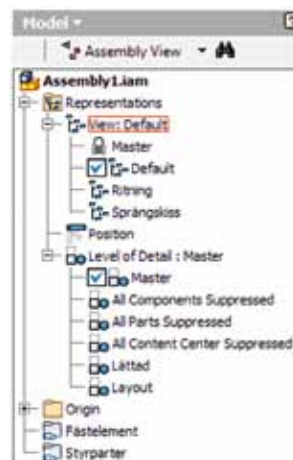 Model
Assembly View
Assembly1.iam
Representations
View: Default
Master
Default
Ritning
Sprängskiss
Position
Level of Detail : Master
Master
All Components Suppressed
All Parts Suppressed
All Content Center Suppressed
Lättad
Layout
Origin
Fästelement
Styrparter